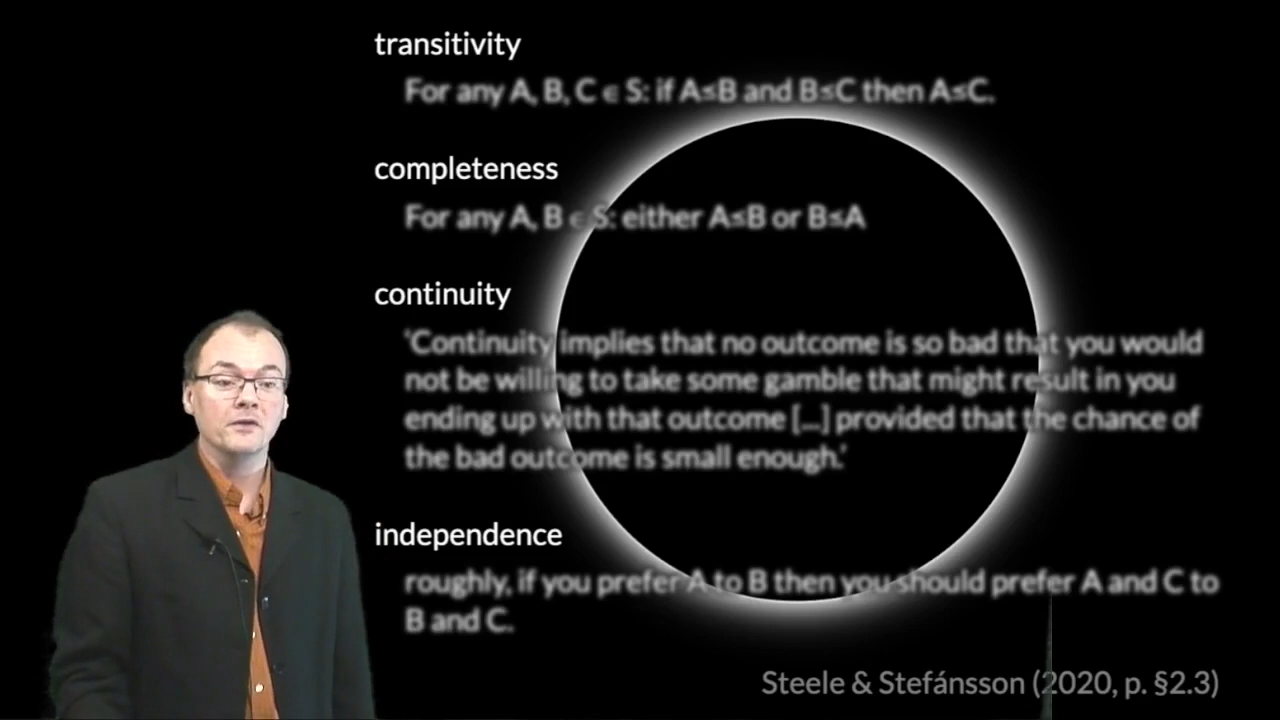 transitivity
For any A, B, C ∈ S: if A≤B and B≤C then A≤C.
completeness
For any A, B ∈ S: either A≤B or B≤A
continuity
‘Continuity implies that no outcome is so bad that you would
not be willing to take some gamble that might result in you
ending up with that outcome [...] provided that the chance of
the bad outcome is small enough.’
independence
roughly, if you prefer A to B then you should prefer A and C to
B and C.
Steele & Stefánsson (2020, p. §2.3)